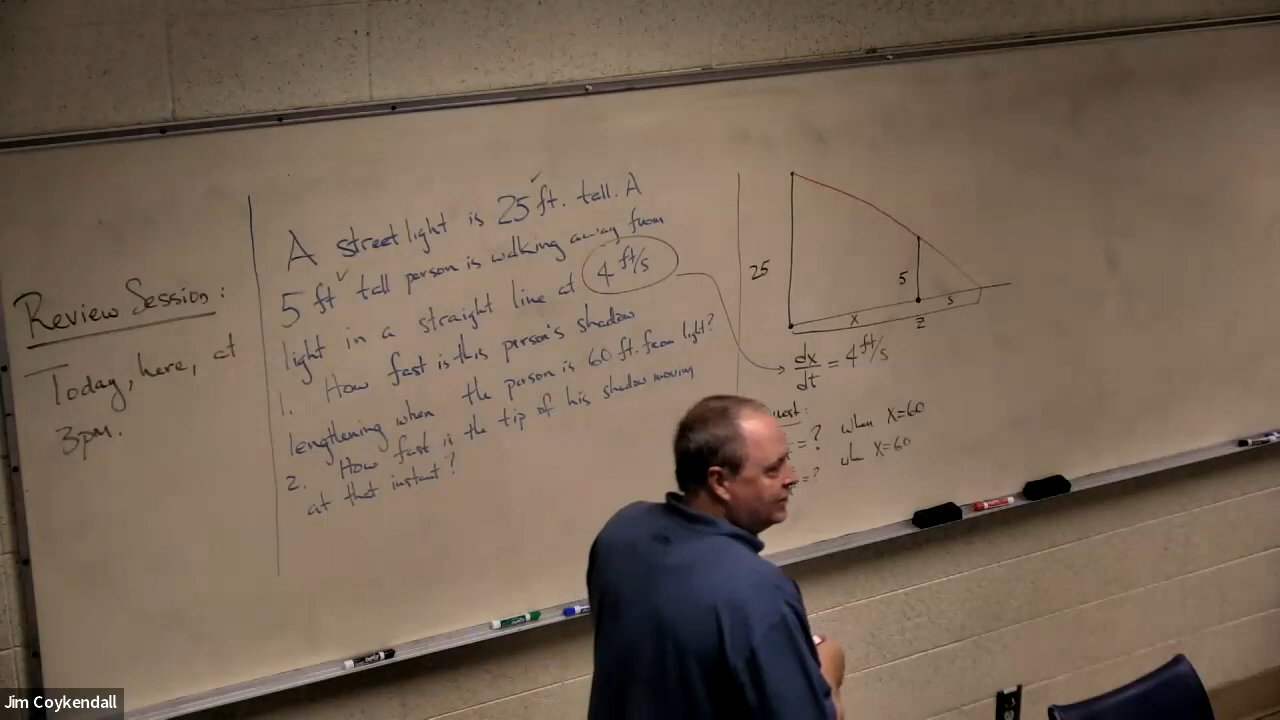 Review Session:
Today, here, at
3pm.
A streetlight is 25 ft. tall. A
5 ft tall person is walking away from
light in a straight line at 4 ft/s
1. How fast is this person's shadow
lengthening when the person is 60 ft. from light?
2. How fast is the tip of his shadow moving
at that instant?
25
5
x
s
z
dx/dt = 4 ft/s
= ? when x=60
= ? when x=60
Jim Coykendall